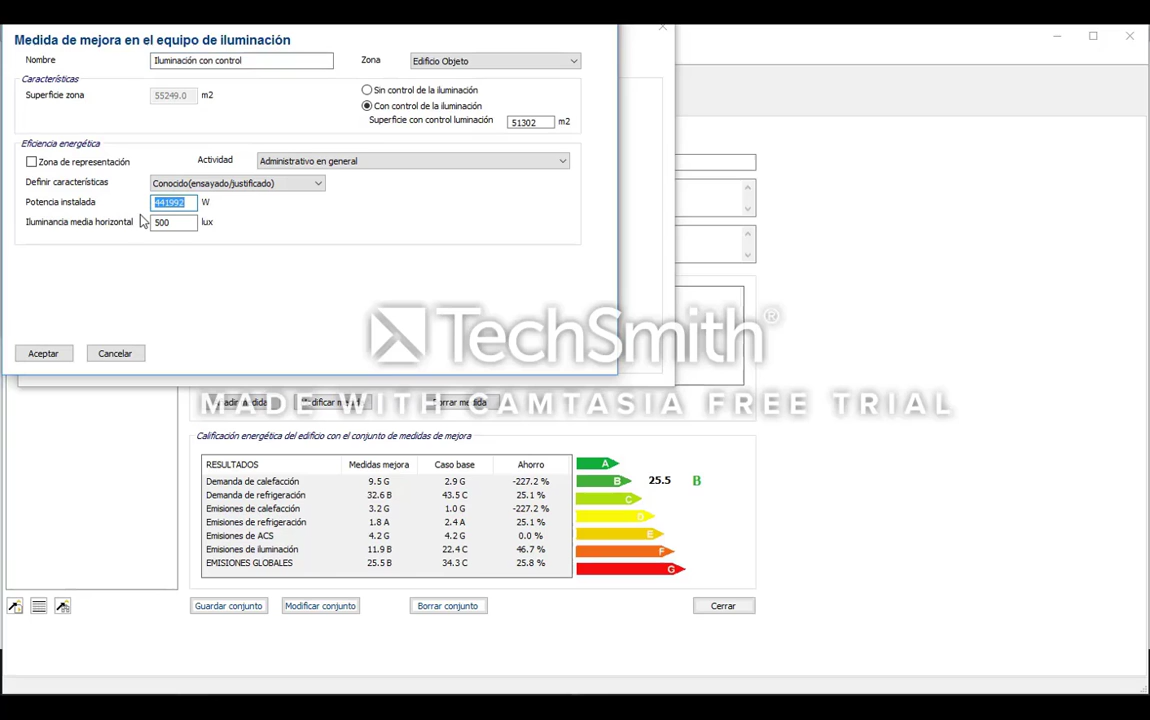 Medida de mejora en el equipo de iluminación
Nombre Iluminación con control Zona Edificio Objeto
Características
Superficie zona 55249.0 m2
Sin control de la iluminación
Con control de la iluminación
Superficie con control luminación 51302 m2
Eficiencia energética
Zona de representación Actividad Administrativo en general
Definir características Conocido(ensayado/justificado)
Potencia instalada 441992 W
Iluminancia media horizontal 500 lux
Aceptar Cancelar
TechSmith®
MADE WITH CAMTASIA FREE TRIAL
Calificación energética del edificio con el conjunto de medidas de mejora
RESULTADOS Medidas mejora Caso base Ahorro
Demanda de calefacción 9.5 G 2.9 G -227.2 %
Demanda de refrigeración 32.6 B 43.5 C 25.1 %
Emisiones de calefacción 3.2 G 1.0 G -227.2 %
Emisiones de refrigeración 1.8 A 2.4 A 25.1 %
Emisiones de ACS 4.2 G 4.2 G 0.0 %
Emisiones de iluminación 11.9 B 22.4 C 46.7 %
EMISIONES GLOBALES 25.5 B 34.3 C 25.8 %
A
B 25.5 B
C
D
E
F
G
Guardar conjunto Modificar conjunto Borrar conjunto Cerrar